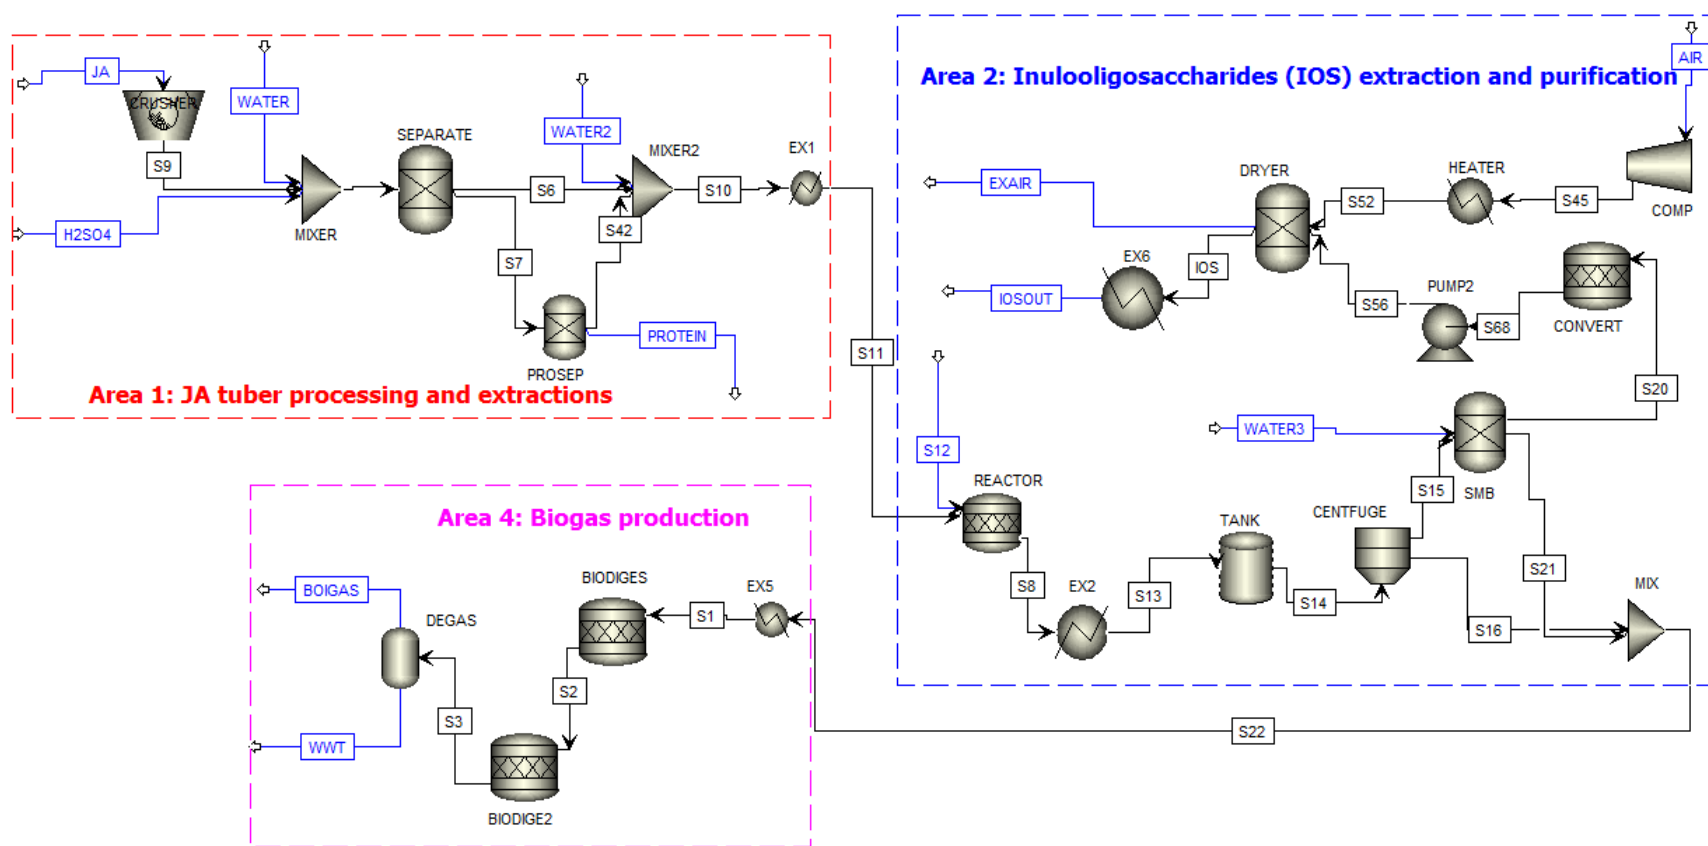 JA
CRUSHER
S9
WATER
H2SO4
MIXER
SEPARATE
S6
S7
WATER2
MIXER2
S42
S10
EX1
PROSEP
PROTEIN
Area 1: JA tuber processing and extractions
S11
Area 2: Inulooligosaccharides (IOS) extraction and purification
AIR
COMP
S45
HEATER
S52
DRYER
EXAIR
IOS
EX6
IOSOUT
S56
PUMP2
S68
CONVERT
S20
WATER3
SMB
S15
S12
REACTOR
S8
EX2
S13
TANK
S14
CENTFUGE
S16
S21
MIX
S22
Area 4: Biogas production
EX5
S1
BIODIGES
S2
BIODIGE2
S3
DEGAS
BOIGAS
WWT